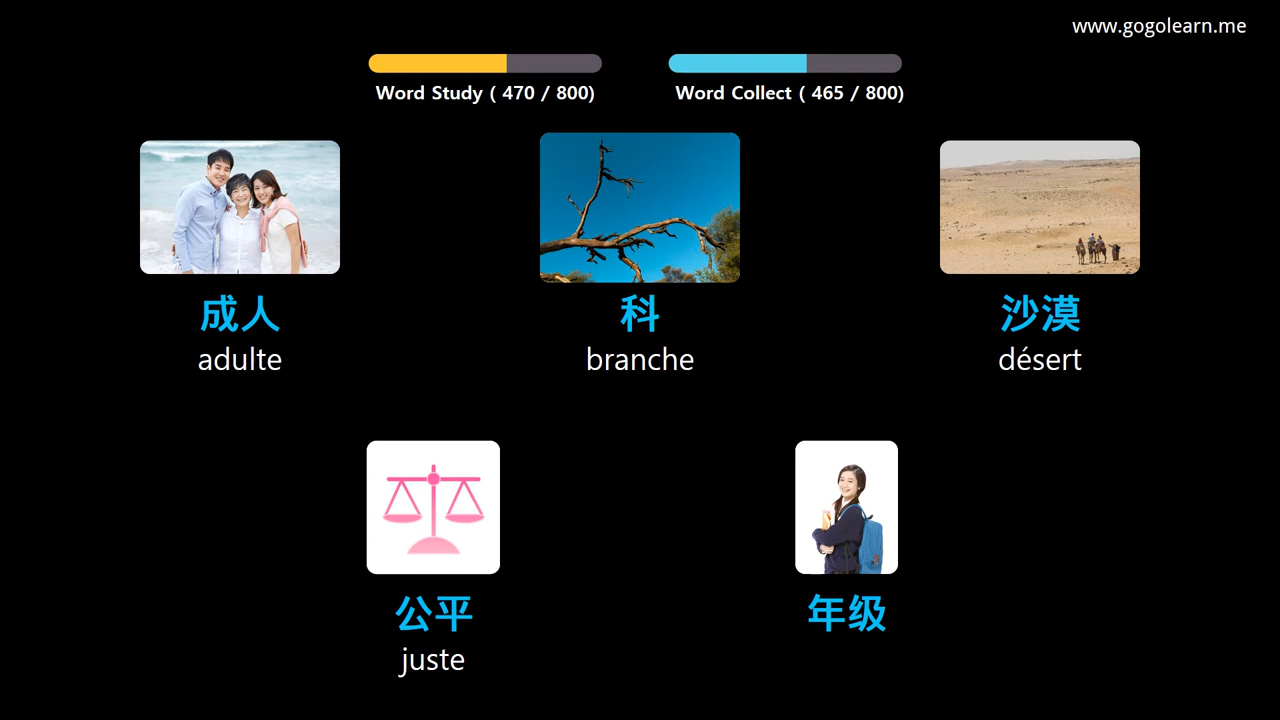 www.gogolearn.me
Word Study ( 470 / 800)
Word Collect ( 465 / 800)
成人
adulte
科
branche
沙漠
désert
公平
juste
年级